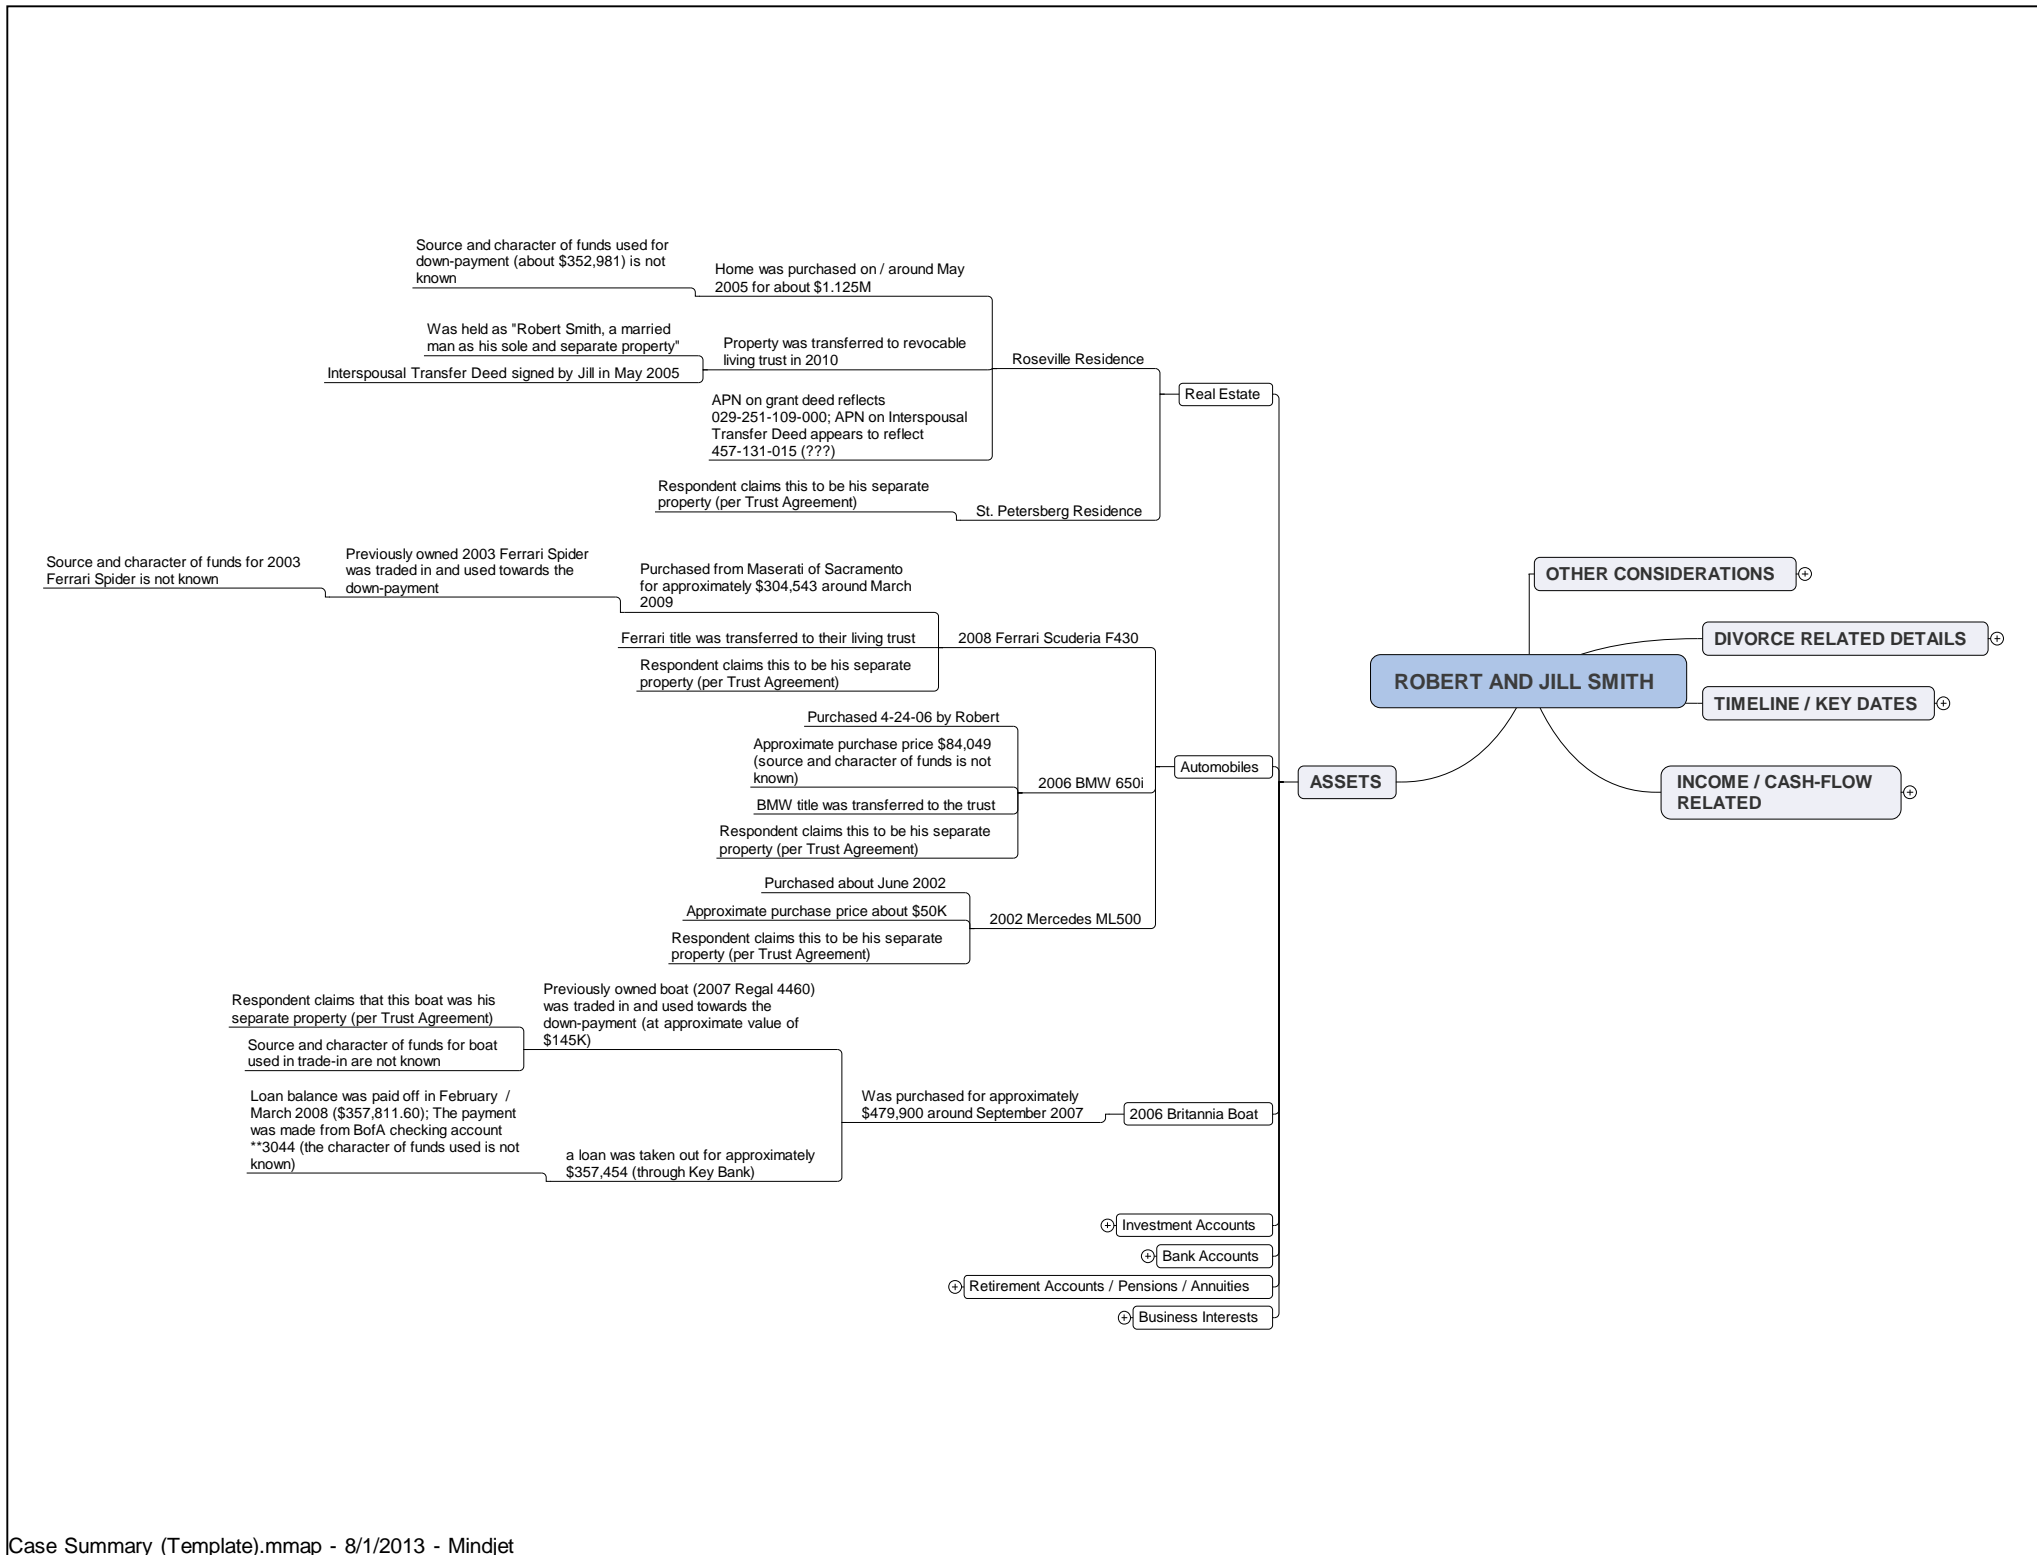 Source and character of funds used for
down-payment (about $352,981) is not
known
Home was purchased on / around May
2005 for about $1.125M
Was held as "Robert Smith, a married
man as his sole and separate property"
Interspousal Transfer Deed signed by Jill in May 2005
Property was transferred to revocable
living trust in 2010
APN on grant deed reflects
029-251-109-000; APN on Interspousal
Transfer Deed appears to reflect
457-131-015 (???)
Roseville Residence
Respondent claims this to be his separate
property (per Trust Agreement)
St. Petersberg Residence
Real Estate
Source and character of funds for 2003
Ferrari Spider is not known
Previously owned 2003 Ferrari Spider
was traded in and used towards the
down-payment
Purchased from Maserati of Sacramento
for approximately $304,543 around March
2009
Ferrari title was transferred to their living trust
Respondent claims this to be his separate
property (per Trust Agreement)
2008 Ferrari Scuderia F430
Purchased 4-24-06 by Robert
Approximate purchase price $84,049
(source and character of funds is not
known)
BMW title was transferred to the trust
Respondent claims this to be his separate
property (per Trust Agreement)
2006 BMW 650i
Purchased about June 2002
Approximate purchase price about $50K
Respondent claims this to be his separate
property (per Trust Agreement)
2002 Mercedes ML500
Automobiles
Respondent claims that this boat was his
separate property (per Trust Agreement)
Source and character of funds for boat
used in trade-in are not known
Previously owned boat (2007 Regal 4460)
was traded in and used towards the
down-payment (at approximate value of
$145K)
Loan balance was paid off in February /
March 2008 ($357,811.60); The payment
was made from BofA checking account
**3044 (the character of funds used is not
known)
a loan was taken out for approximately
$357,454 (through Key Bank)
Was purchased for approximately
$479,900 around September 2007
2006 Britannia Boat
Investment Accounts
Bank Accounts
Retirement Accounts / Pensions / Annuities
Business Interests
ASSETS
ROBERT AND JILL SMITH
OTHER CONSIDERATIONS
DIVORCE RELATED DETAILS
TIMELINE / KEY DATES
INCOME / CASH-FLOW
RELATED
Case Summary (Template).mmap - 8/1/2013 - Mindjet